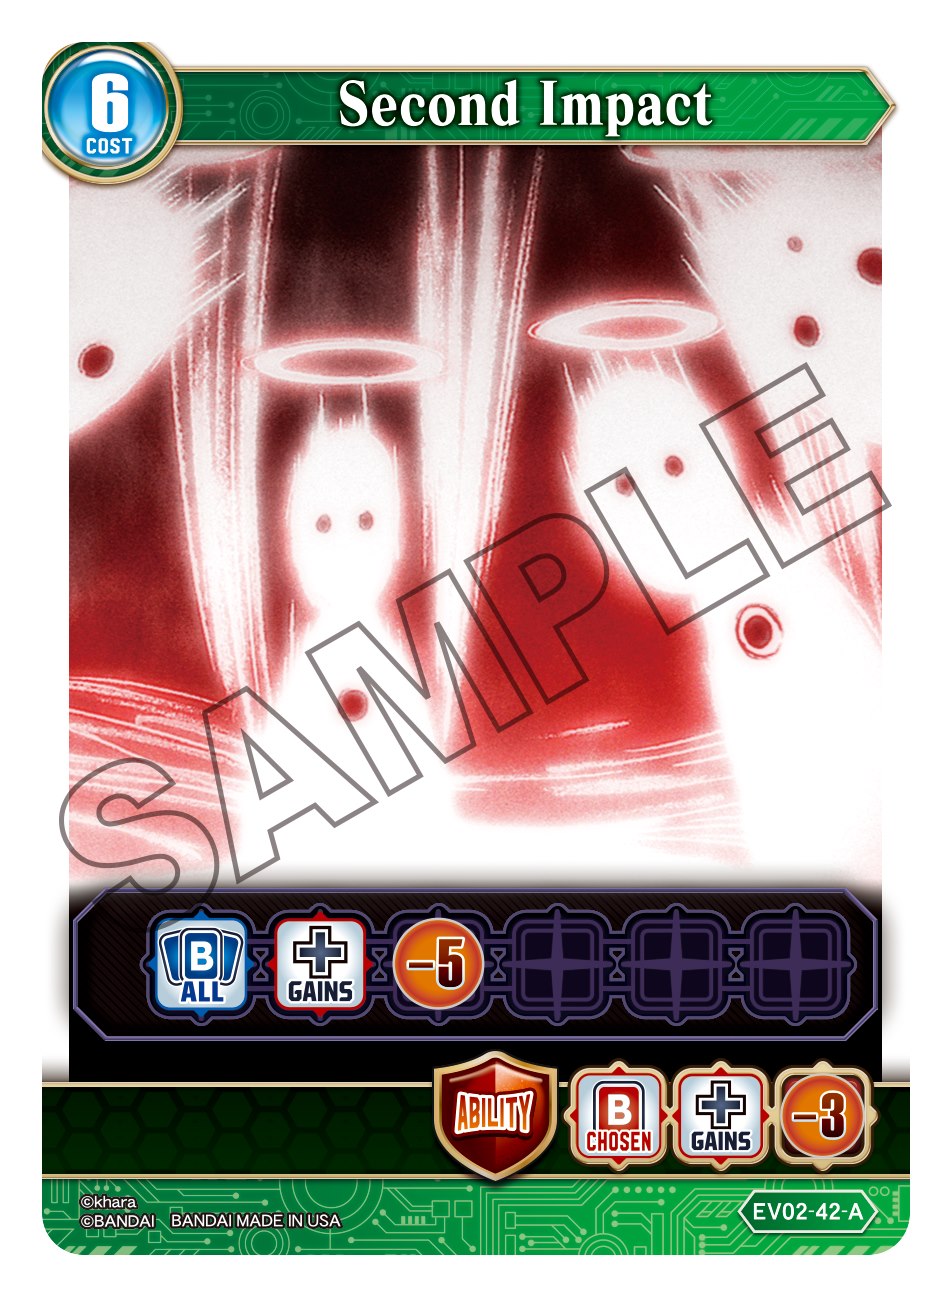 6
COST
Second Impact
SAMPLE
B
ALL
GAINS
-5
ABILITY
B
CHOSEN
GAINS
-3
©khara
©BANDAI BANDAI MADE IN USA
EV02-42-A